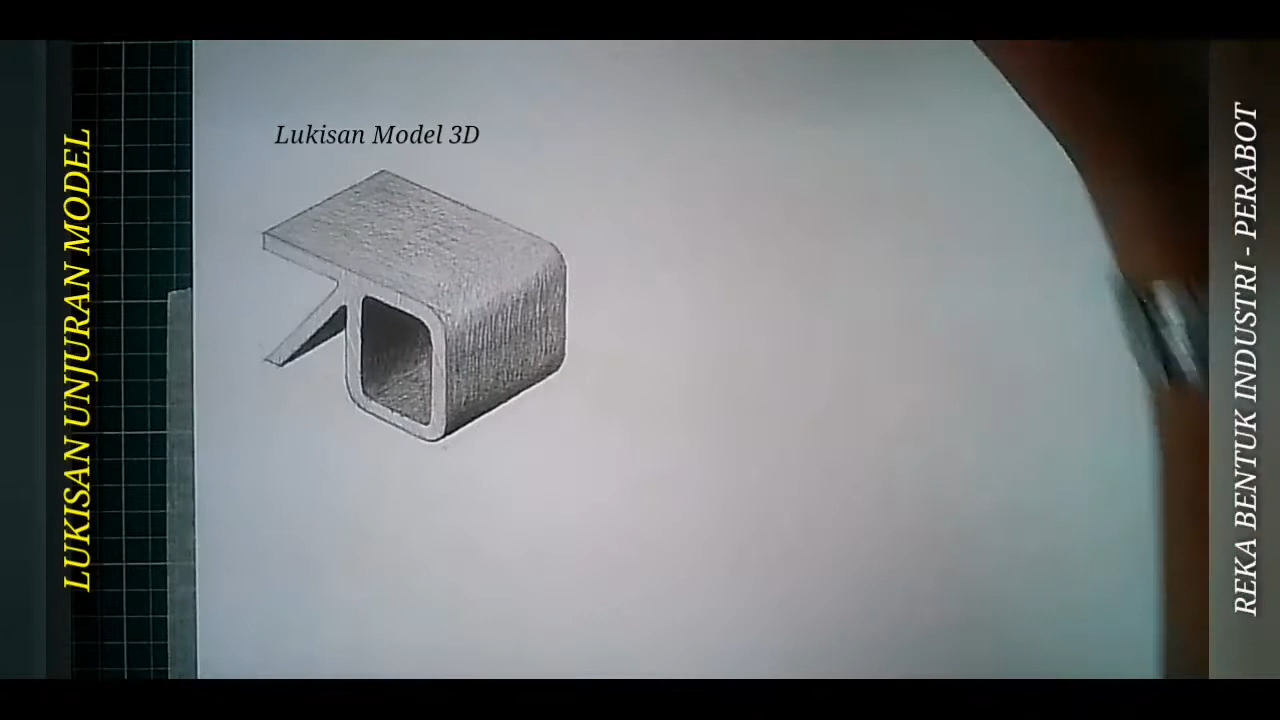 LUKISAN UNJURAN MODEL
Lukisan Model 3D
REKA BENTUK INDUSTRI - PERABOT